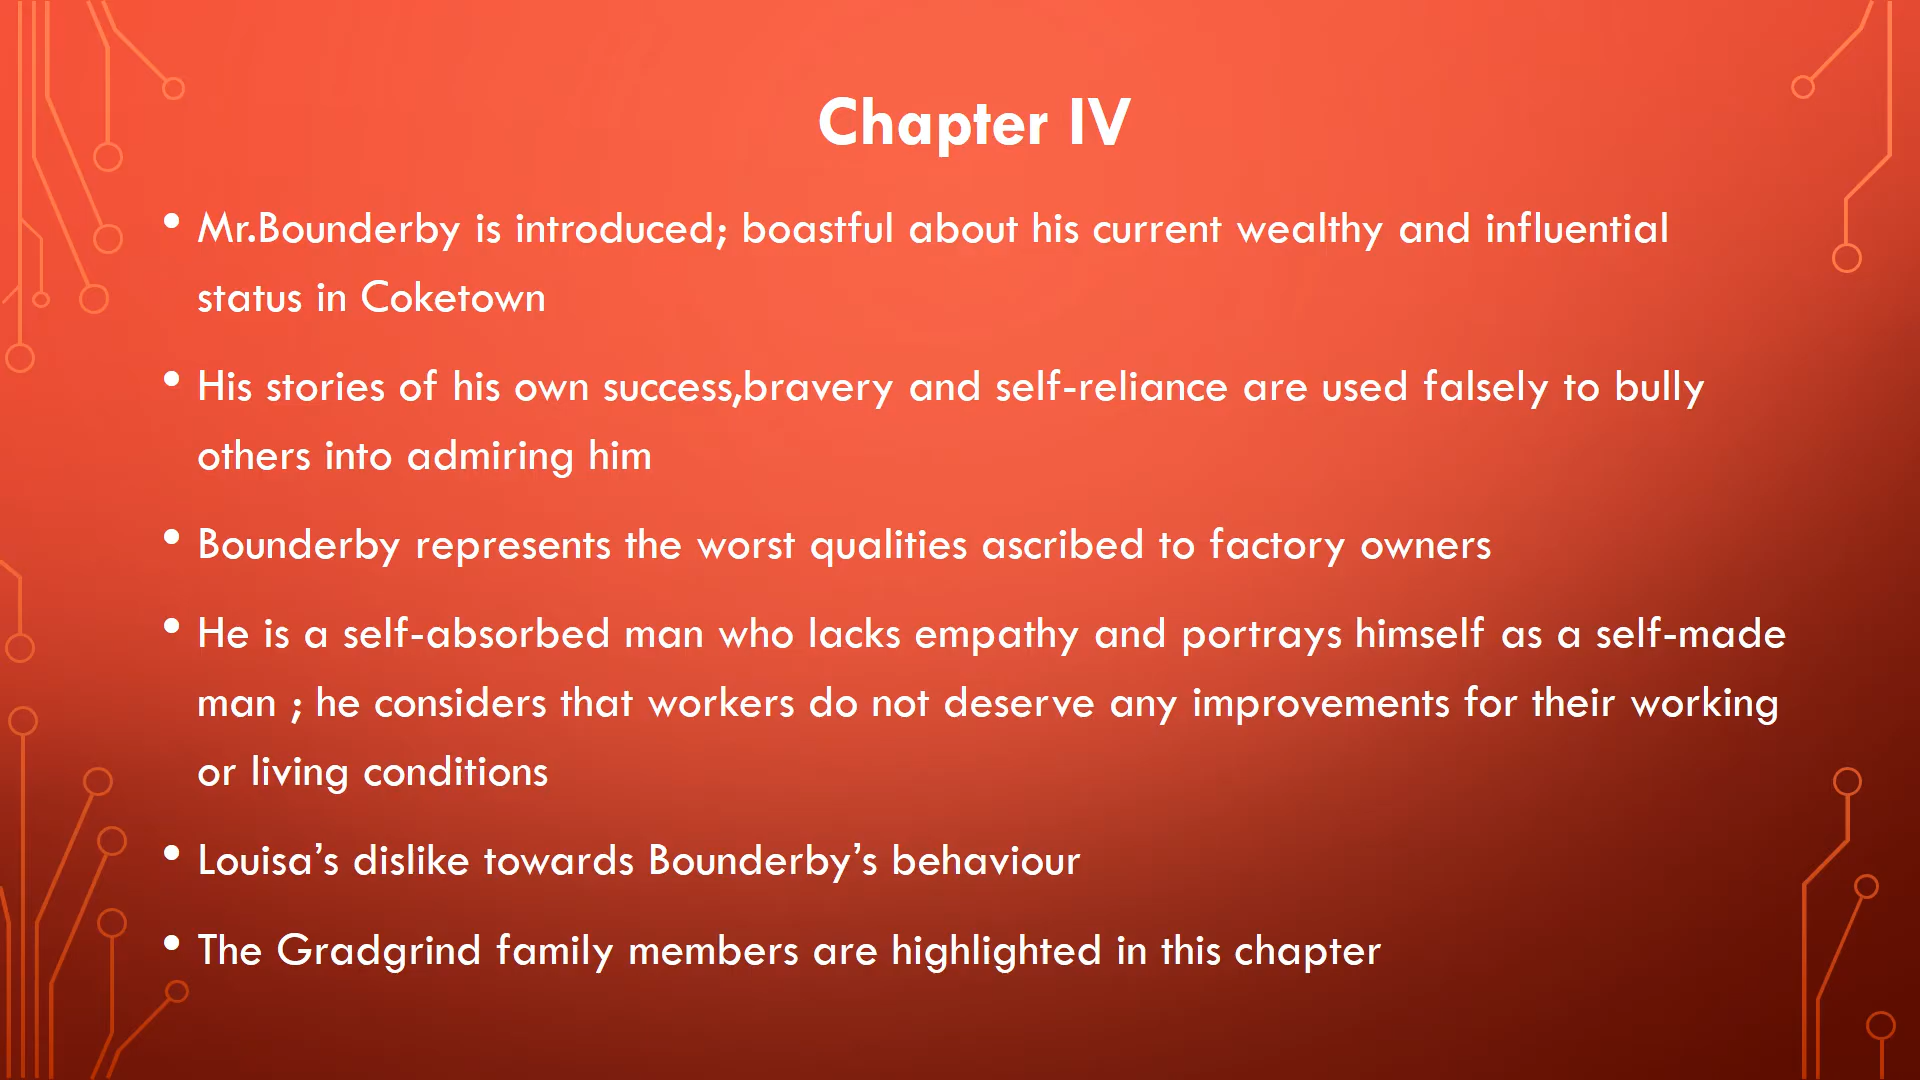 Chapter IV
• Mr.Bounderby is introduced; boastful about his current wealthy and influential
status in Coketown
• His stories of his own success,bravery and self-reliance are used falsely to bully
others into admiring him
• Bounderby represents the worst qualities ascribed to factory owners
• He is a self-absorbed man who lacks empathy and portrays himself as a self-made
man ; he considers that workers do not deserve any improvements for their working
or living conditions
• Louisa’s dislike towards Bounderby’s behaviour
• The Gradgrind family members are highlighted in this chapter